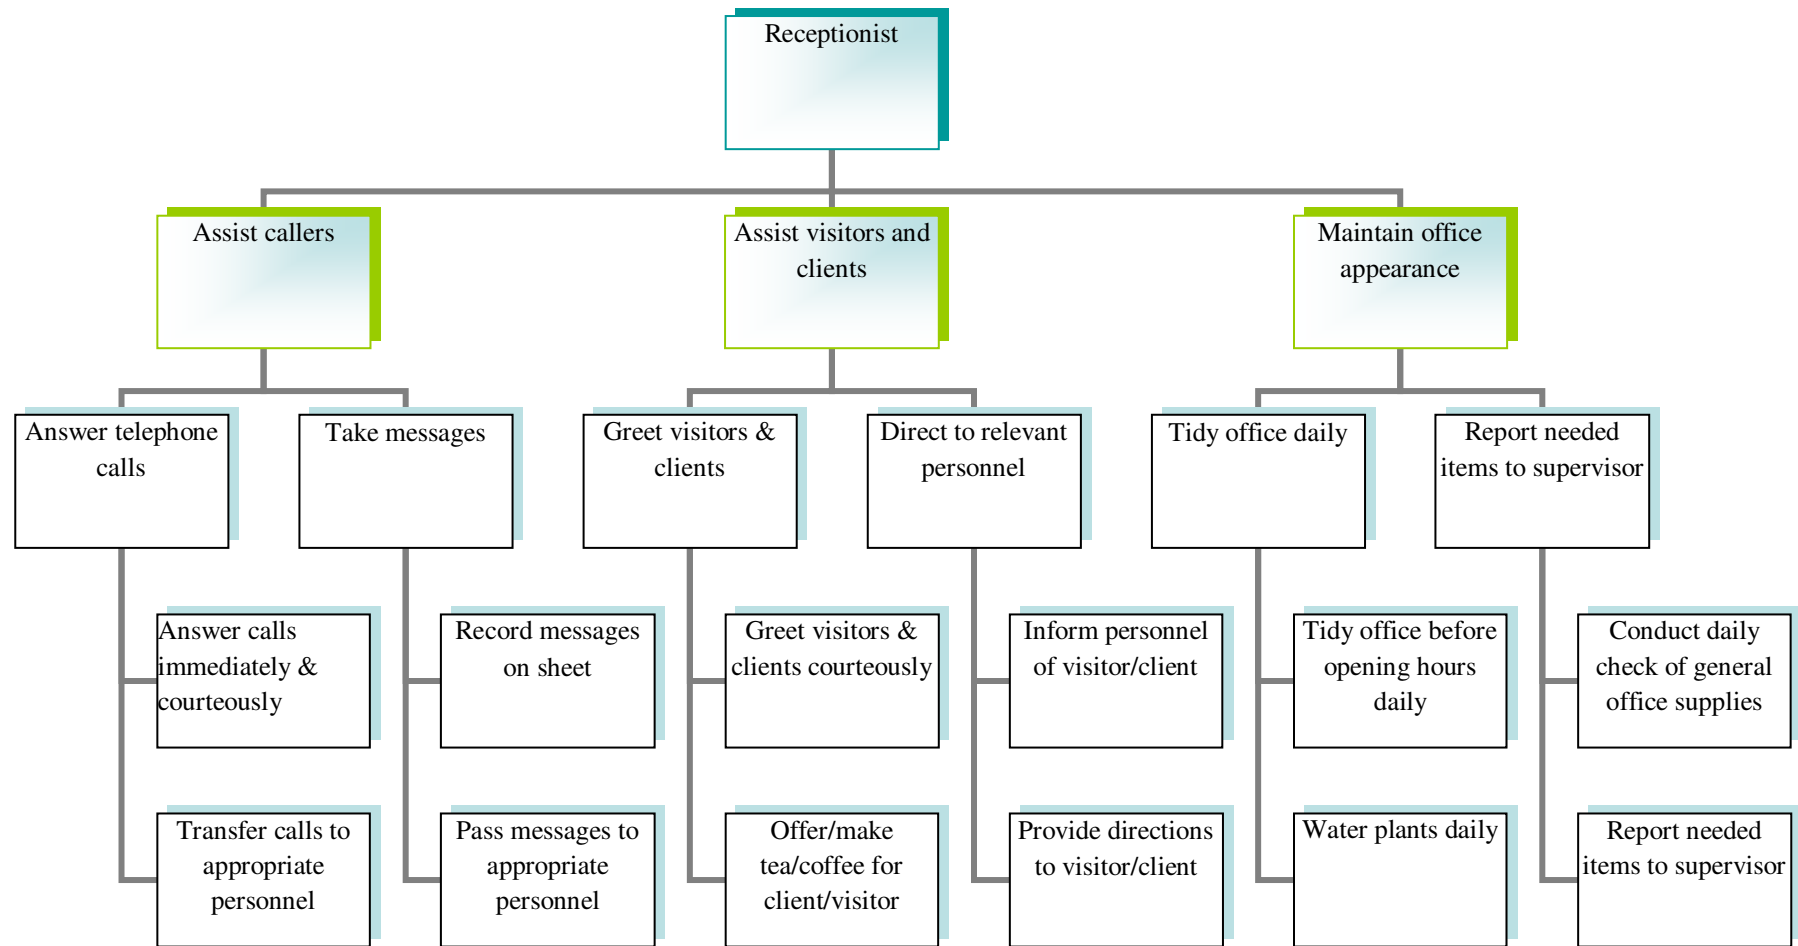 Receptionist
Assist callers
Assist visitors and
clients
Maintain office
appearance
Answer telephone
calls
Take messages
Greet visitors &
clients
Direct to relevant
personnel
Tidy office daily
Report needed
items to supervisor
Answer calls
immediately &
courteously
Record messages
on sheet
Greet visitors &
clients courteously
Inform personnel
of visitor/client
Tidy office before
opening hours
daily
Conduct daily
check of general
office supplies
Transfer calls to
appropriate
personnel
Pass messages to
appropriate
personnel
Offer/make
tea/coffee for
client/visitor
Provide directions
to visitor/client
Water plants daily
Report needed
items to supervisor